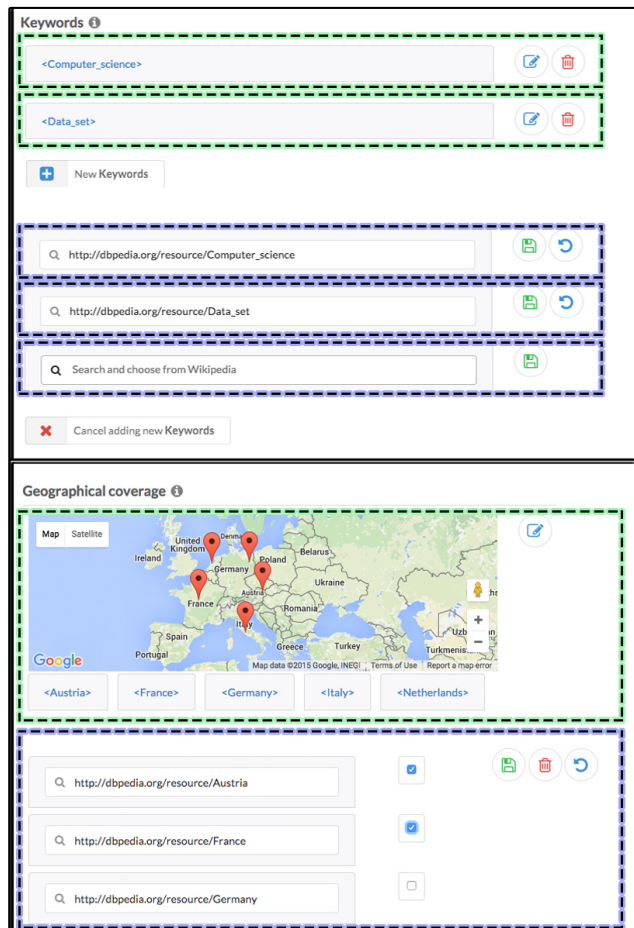 Keywords
<Computer_science>
<Data_set>
New Keywords
http://dbpedia.org/resource/Computer_science
http://dbpedia.org/resource/Data_set
Search and choose from Wikipedia
Cancel adding new Keywords
Geographical coverage
Map Satellite
United Kingdom
Ireland
Poland
Belarus
Germany
Ukraine
Austria
France
Romania
Italy
Spain
Portugal
Greece
Turkey
Google
Map data ©2015 Google, INEGI Terms of Use Report a map error
<Austria> <France> <Germany> <Italy> <Netherlands>
http://dbpedia.org/resource/Austria
http://dbpedia.org/resource/France
http://dbpedia.org/resource/Germany